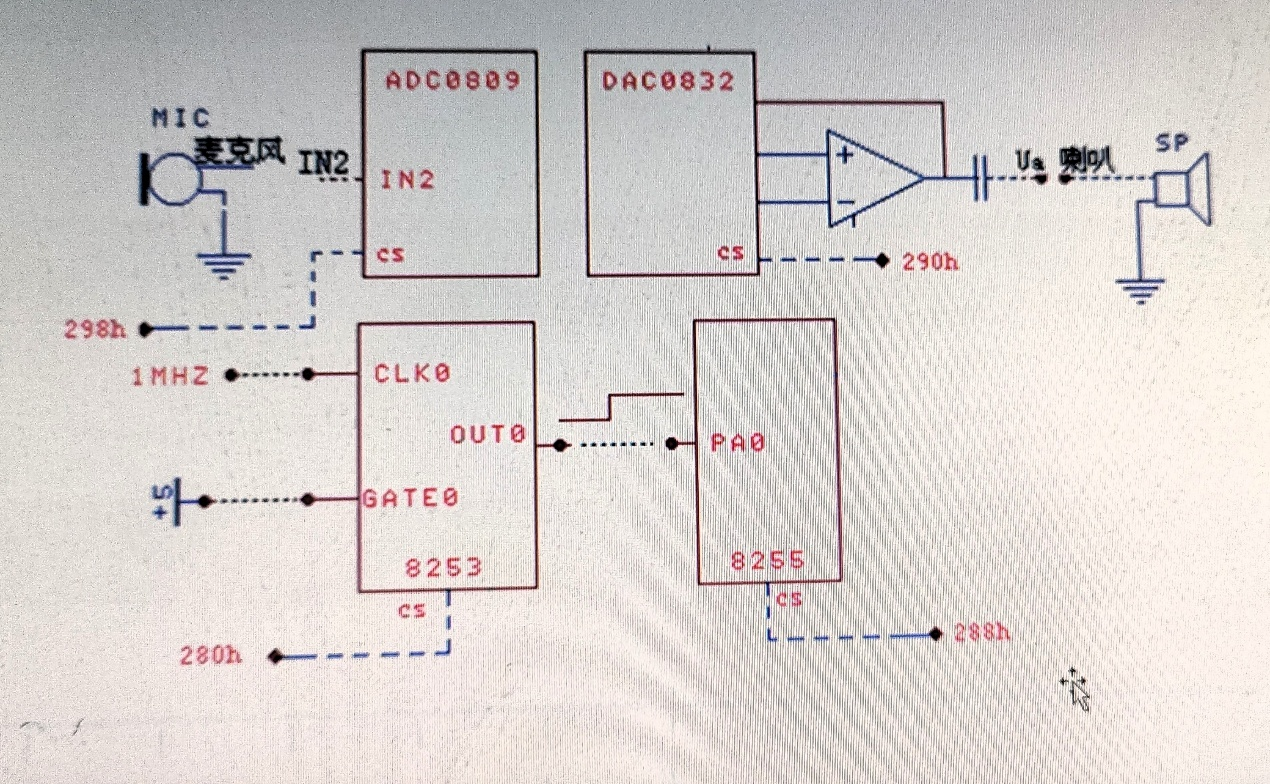 ADC0809
DAC0832
MIC
麦克风
IN2
IN2
+
Ua
喇叭
SP
cs
cs
290h
−
298h
1MHZ
CLK0
OUT0
PA0
+5
GATE0
8253
8255
cs
cs
280h
288h